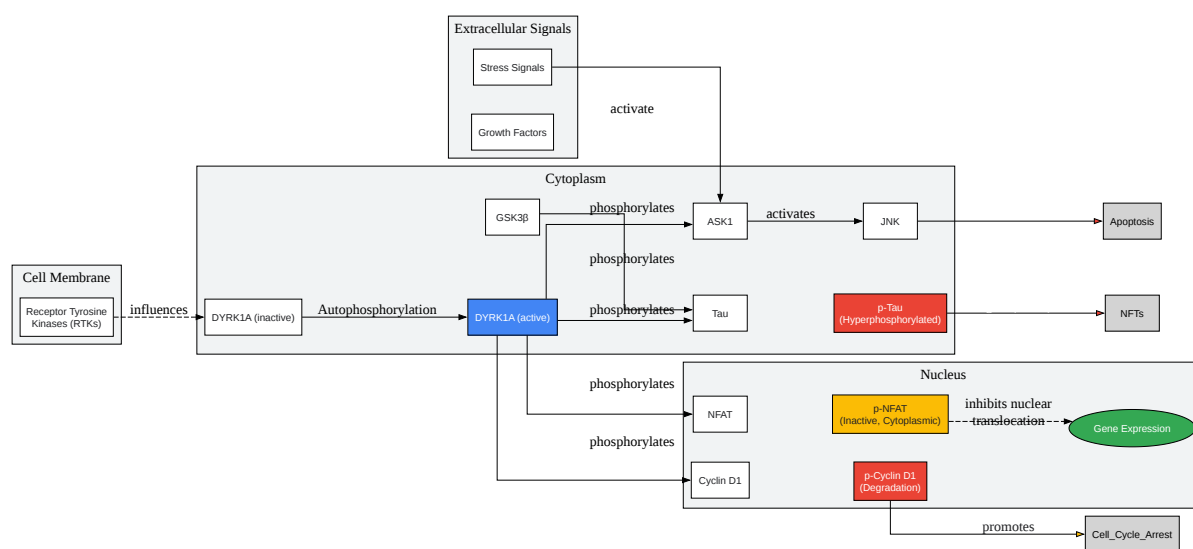 Extracellular Signals
Stress Signals
activate
Growth Factors
Cytoplasm
GSK3β
phosphorylates
ASK1
activates
JNK
Apoptosis
phosphorylates
Cell Membrane
Receptor Tyrosine
Kinases (RTKs)
influences
DYRK1A (inactive)
Autophosphorylation
DYRK1A (active)
phosphorylates
Tau
p-Tau
(Hyperphosphorylated)
NFTs
Nucleus
phosphorylates
NFAT
p-NFAT
(Inactive, Cytoplasmic)
inhibits nuclear
translocation
Gene Expression
phosphorylates
Cyclin D1
p-Cyclin D1
(Degradation)
promotes
Cell_Cycle_Arrest